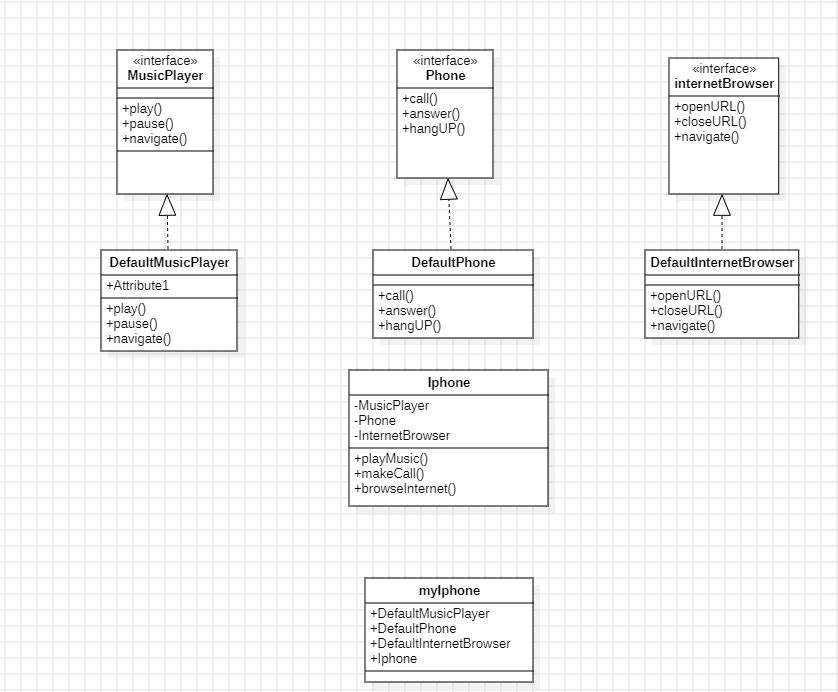 «interface»
MusicPlayer
+play()
+pause()
+navigate()
«interface»
Phone
+call()
+answer()
+hangUP()
«interface»
internetBrowser
+openURL()
+closeURL()
+navigate()
DefaultMusicPlayer
+Attribute1
+play()
+pause()
+navigate()
DefaultPhone
+call()
+answer()
+hangUP()
DefaultInternetBrowser
+openURL()
+closeURL()
+navigate()
Iphone
-MusicPlayer
-Phone
-InternetBrowser
+playMusic()
+makeCall()
+browseInternet()
myIphone
+DefaultMusicPlayer
+DefaultPhone
+DefaultInternetBrowser
+Iphone